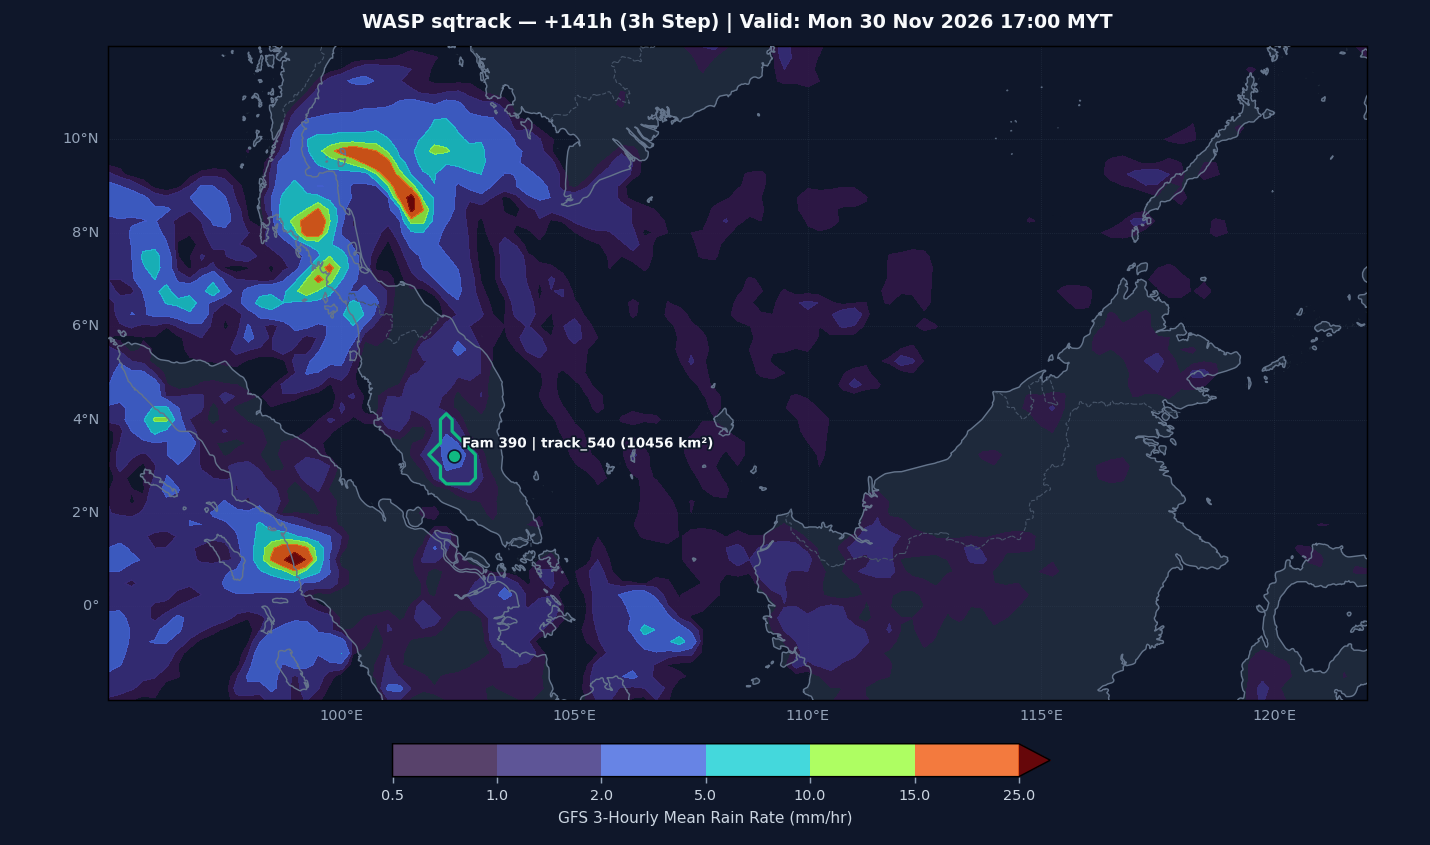 WASP sqtrack — +141h (3h Step) | Valid: Mon 30 Nov 2026 17:00 MYT
10°N
8°N
6°N
4°N
2°N
0°
Fam 390 | track_540 (10456 km²)
100°E 105°E 110°E 115°E 120°E
0.5 1.0 2.0 5.0 10.0 15.0 25.0
GFS 3-Hourly Mean Rain Rate (mm/hr)